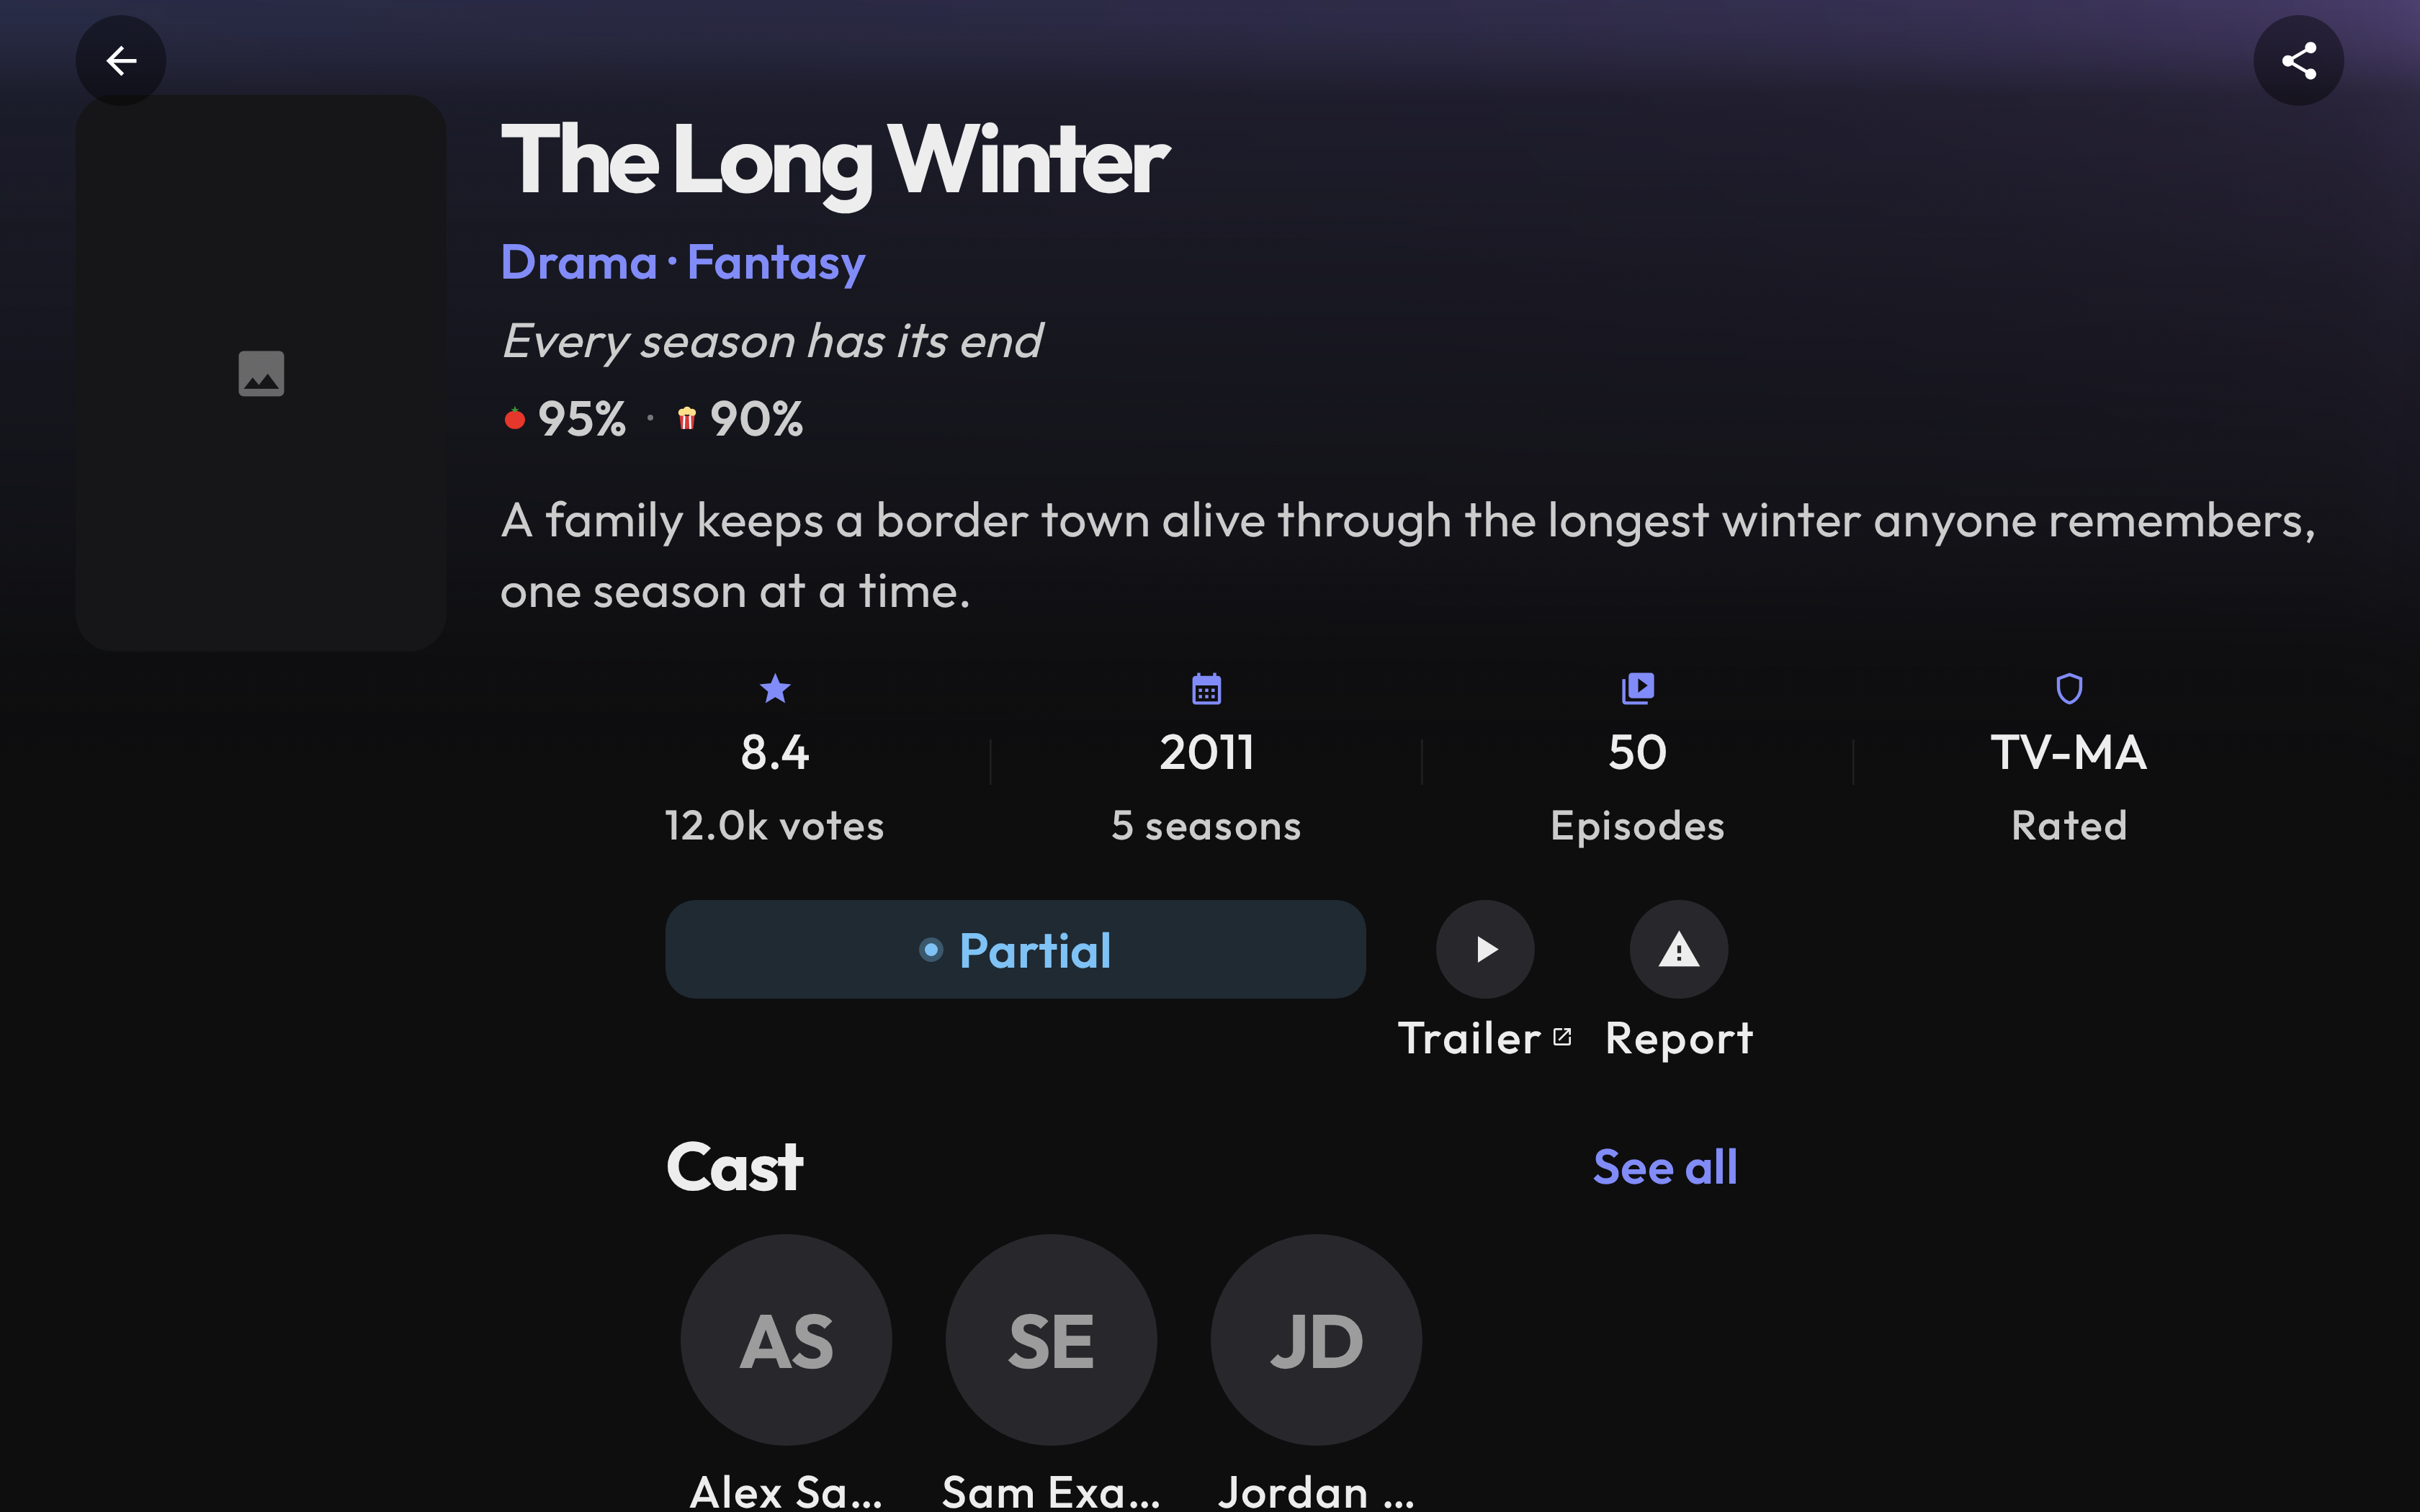 The Long Winter
Drama · Fantasy
Every season has its end
95% · 90%
A family keeps a border town alive through the longest winter anyone remembers,
one season at a time.
8.4 2011 50 TV-MA
12.0k votes 5 seasons Episodes Rated
Partial
Trailer Report
Cast See all
AS SE JD
Alex Sa... Sam Exa... Jordan ...